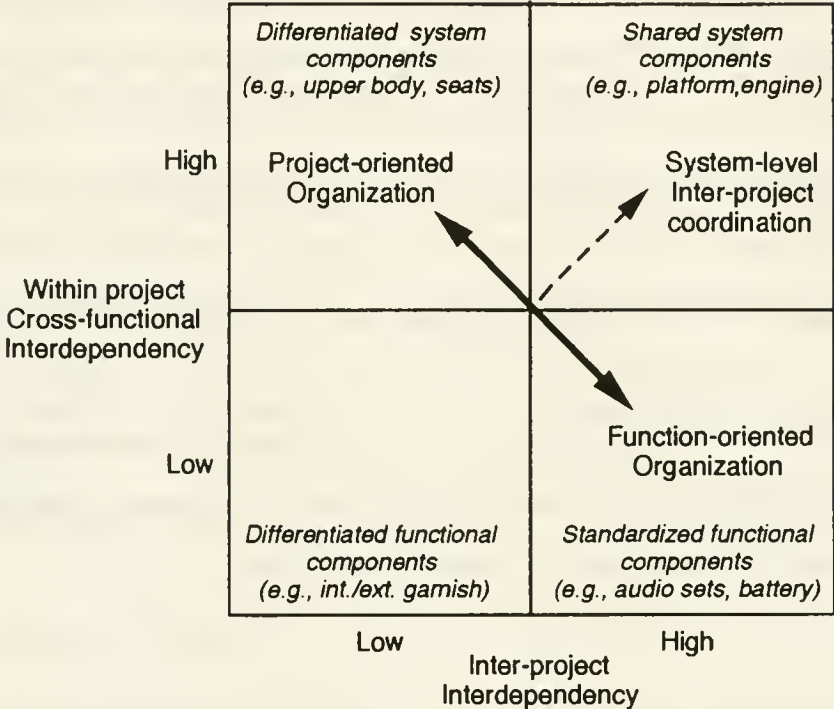 Differentiated system
components
(e.g., upper body, seats)
Shared system
components
(e.g., platform,engine)
High
Project-oriented
Organization
System-level
Inter-project
coordination
Within project
Cross-functional
Interdependency
Function-oriented
Organization
Low
Differentiated functional
components
(e.g., int./ext. garnish)
Standardized functional
components
(e.g., audio sets, battery)
Low
High
Inter-project
Interdependency